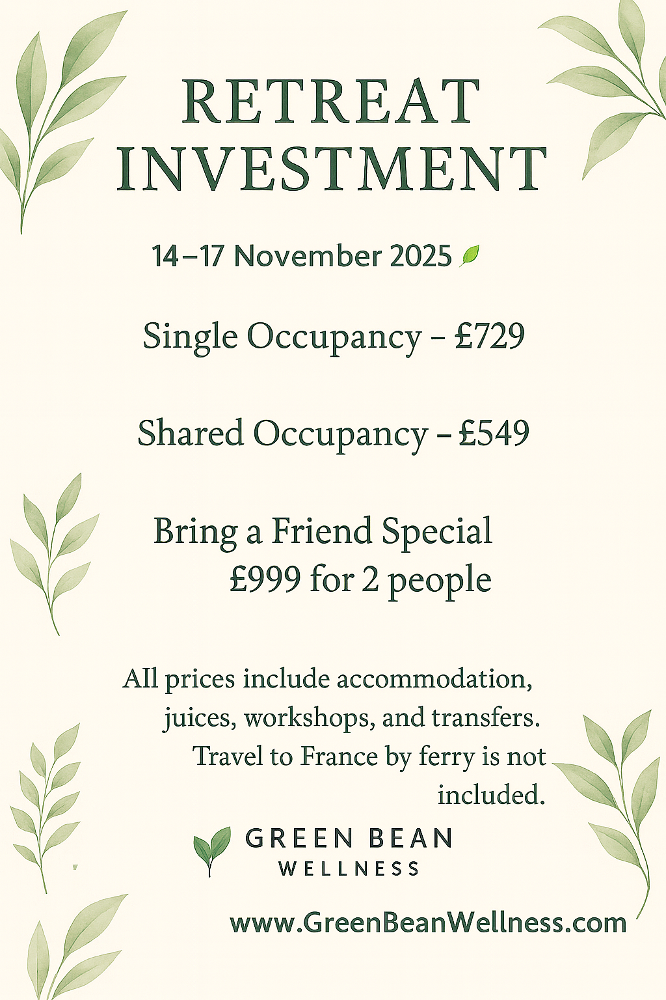 RETREAT
INVESTMENT
14–17 November 2025
Single Occupancy – £729
Shared Occupancy – £549
Bring a Friend Special
£999 for 2 people
All prices include accommodation,
juices, workshops, and transfers.
Travel to France by ferry is not
included.
GREEN BEAN
WELLNESS
www.GreenBeanWellness.com